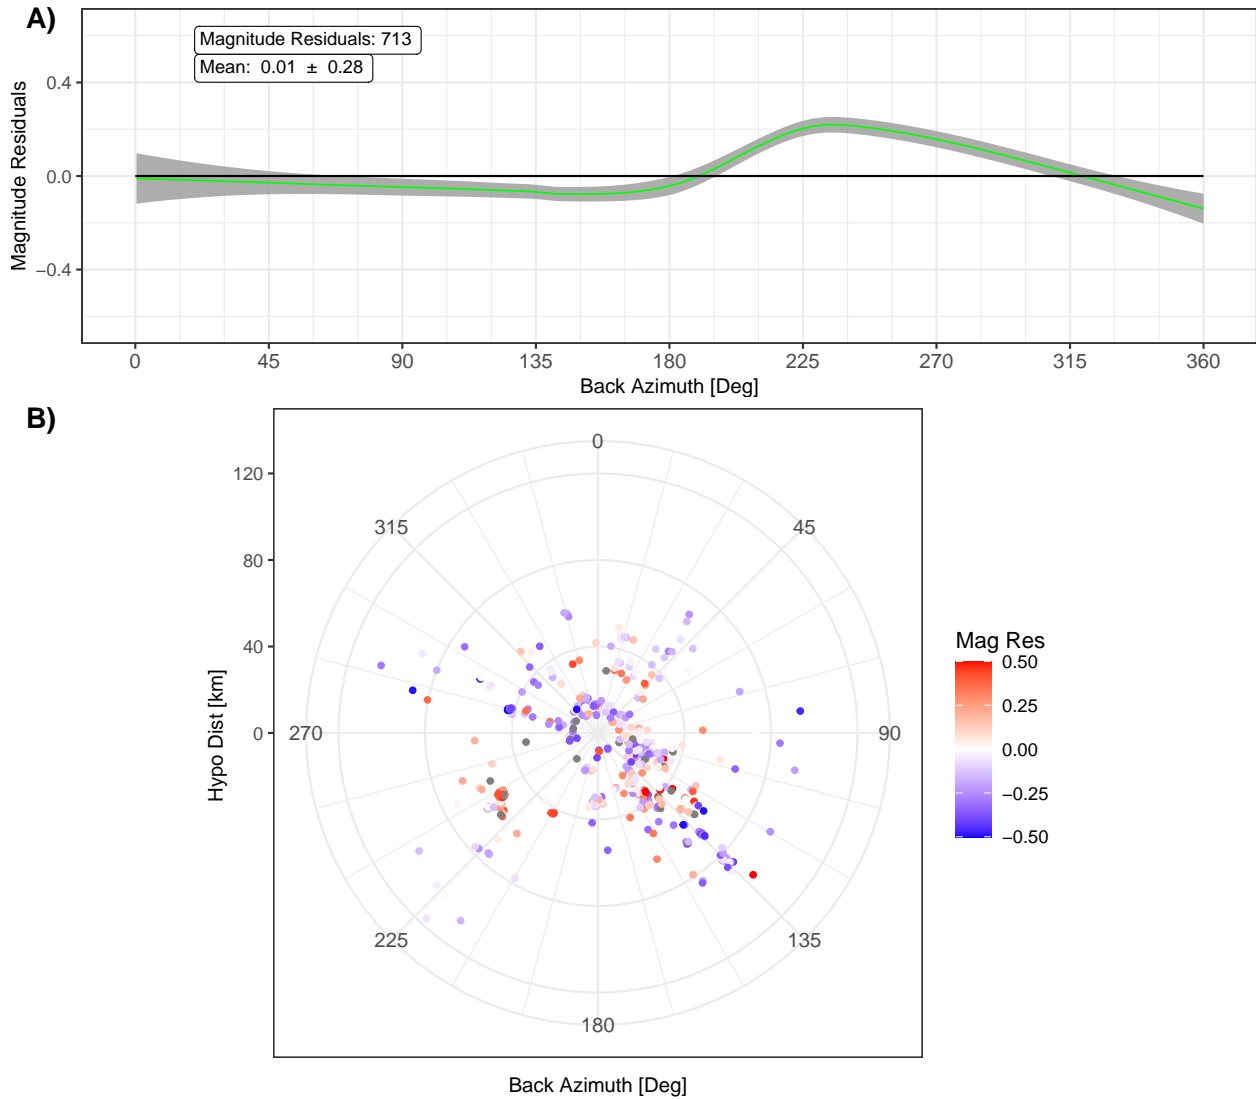 A)
Magnitude Residuals: 713
Mean:  0.01  ±  0.28
Magnitude Residuals
0.4
0.0
−0.4
0 45 90 135 180 225 270 315 360
Back Azimuth [Deg]
B)
Hypo Dist [km]
120
80
40
0
0
45
90
135
180
225
270
315
Back Azimuth [Deg]
Mag Res
0.50
0.25
0.00
−0.25
−0.50